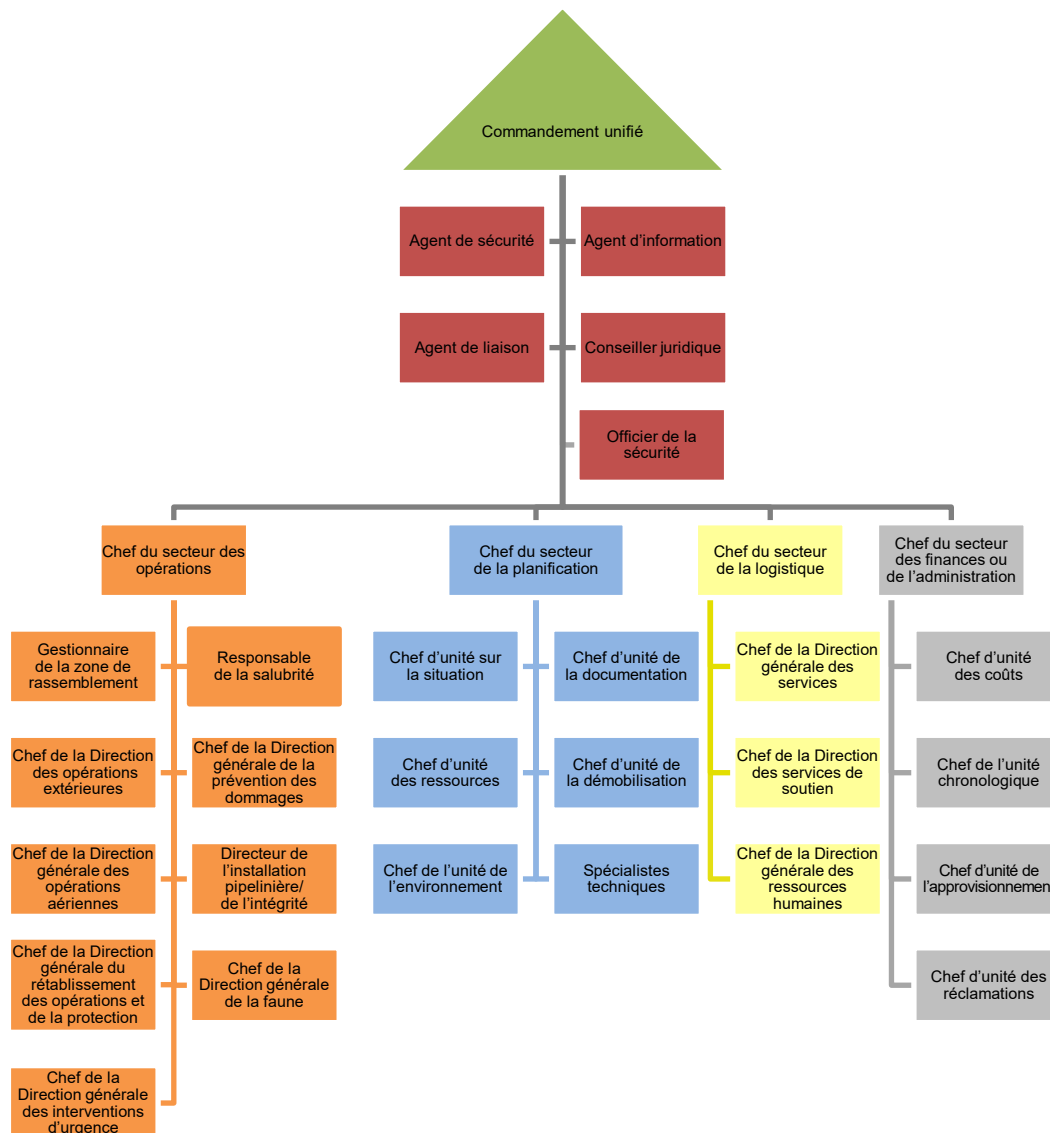 Commandement unifié
Agent de sécurité
Agent d’information
Agent de liaison
Conseiller juridique
Officier de la
sécurité
Chef du secteur des
opérations
Chef du secteur
de la planification
Chef du secteur
de la logistique
Chef du secteur
des finances ou
de l’administration
Gestionnaire
de la zone de
rassemblement
Responsable
de la salubrité
Chef de la Direction
des opérations
extérieures
Chef de la Direction
générale de la
prévention des
dommages
Chef de la Direction
générale des
opérations
aériennes
Directeur de
l’installation
pipelinière/
de l’intégrité
Chef de la Direction
générale du
rétablissement
des opérations et
de la protection
Chef de la
Direction générale
de la faune
Chef de la
Direction générale
des interventions
d’urgence
Chef d’unité sur
la situation
Chef d’unité de
la documentation
Chef d’unité
des ressources
Chef d’unité de
la démobilisation
Chef de l’unité de
l’environnement
Spécialistes
techniques
Chef de la Direction
générale des
services
Chef de la Direction
des services de
soutien
Chef de la Direction
générale des
ressources
humaines
Chef d’unité
des coûts
Chef de l’unité
chronologique
Chef d’unité de
l’approvisionnement
Chef d’unité des
réclamations